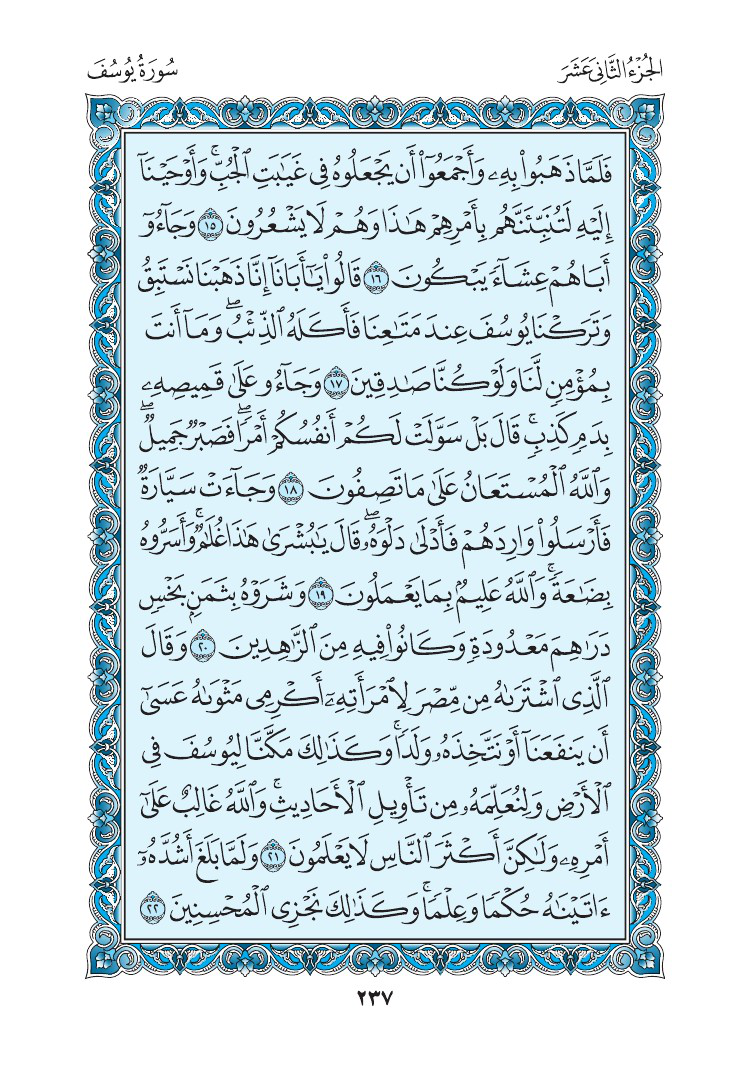 الجُزْءُ الثَّانِيَ عَشَرَ
سُورَةُ يُوسُفَ
فَلَمَّا ذَهَبُواْ بِهِۦ وَأَجۡمَعُوٓاْ أَن يَجۡعَلُوهُ فِي غَيَٰبَتِ ٱلۡجُبِّۚ وَأَوۡحَيۡنَآ
إِلَيۡهِ لَتُنَبِّئَنَّهُم بِأَمۡرِهِمۡ هَٰذَا وَهُمۡ لَا يَشۡعُرُونَ ١٥ وَجَآءُوٓ
أَبَاهُمۡ عِشَآءٗ يَبۡكُونَ ١٦ قَالُواْ يَٰٓأَبَانَآ إِنَّا ذَهَبۡنَا نَسۡتَبِقُ
وَتَرَكۡنَا يُوسُفَ عِندَ مَتَٰعِنَا فَأَكَلَهُ ٱلذِّئۡبُۖ وَمَآ أَنتَ
بِمُؤۡمِنٖ لَّنَا وَلَوۡ كُنَّا صَٰدِقِينَ ١٧ وَجَآءُو عَلَىٰ قَمِيصِهِۦ
بِدَمٖ كَذِبٖۚ قَالَ بَلۡ سَوَّلَتۡ لَكُمۡ أَنفُسُكُمۡ أَمۡرٗاۖ فَصَبۡرٞ جَمِيلٞۖ
وَٱللَّهُ ٱلۡمُسۡتَعَانُ عَلَىٰ مَا تَصِفُونَ ١٨ وَجَآءَتۡ سَيَّارَةٞ
فَأَرۡسَلُواْ وَارِدَهُمۡ فَأَدۡلَىٰ دَلۡوَهُۥۖ قَالَ يَٰبُشۡرَىٰ هَٰذَا غُلَٰمٞۚ وَأَسَرُّوهُ
بِضَٰعَةٗۚ وَٱللَّهُ عَلِيمُۢ بِمَا يَعۡمَلُونَ ١٩ وَشَرَوۡهُ بِثَمَنِۭ بَخۡسٖ
دَرَٰهِمَ مَعۡدُودَةٖ وَكَانُواْ فِيهِ مِنَ ٱلزَّٰهِدِينَ ٢٠ وَقَالَ
ٱلَّذِي ٱشۡتَرَىٰهُ مِن مِّصۡرَ لِٱمۡرَأَتِهِۦٓ أَكۡرِمِي مَثۡوَىٰهُ عَسَىٰٓ
أَن يَنفَعَنَآ أَوۡ نَتَّخِذَهُۥ وَلَدٗاۚ وَكَذَٰلِكَ مَكَّنَّا لِيُوسُفَ فِي
ٱلۡأَرۡضِ وَلِنُعَلِّمَهُۥ مِن تَأۡوِيلِ ٱلۡأَحَادِيثِۚ وَٱللَّهُ غَالِبٌ عَلَىٰٓ
أَمۡرِهِۦ وَلَٰكِنَّ أَكۡثَرَ ٱلنَّاسِ لَا يَعۡلَمُونَ ٢١ وَلَمَّا بَلَغَ أَشُدَّهُۥٓ
ءَاتَيۡنَٰهُ حُكۡمٗا وَعِلۡمٗاۚ وَكَذَٰلِكَ نَجۡزِي ٱلۡمُحۡسِنِينَ ٢٢
٢٣٧